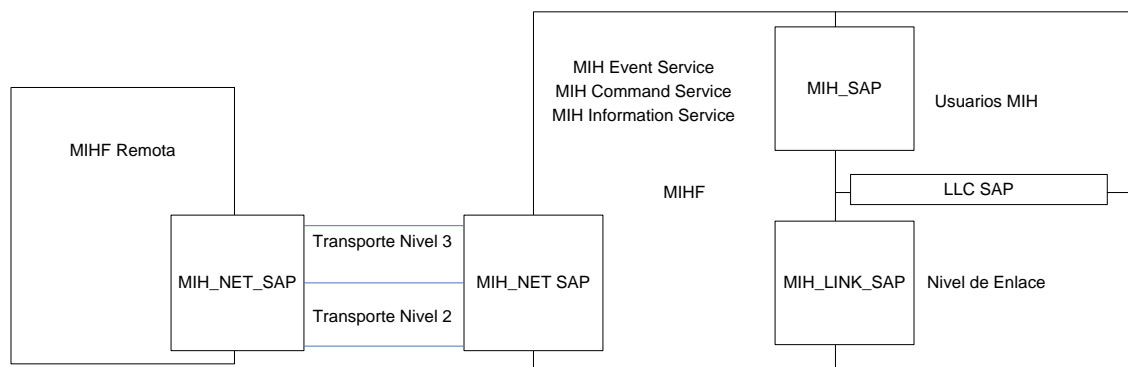 MIH Event Service
MIH Command Service
MIH Information Service
MIH_SAP
Usuarios MIH
MIHF Remota
MIHF
LLC SAP
Transporte Nivel 3
MIH_NET_SAP
MIH_NET SAP
MIH_LINK_SAP
Nivel de Enlace
Transporte Nivel 2